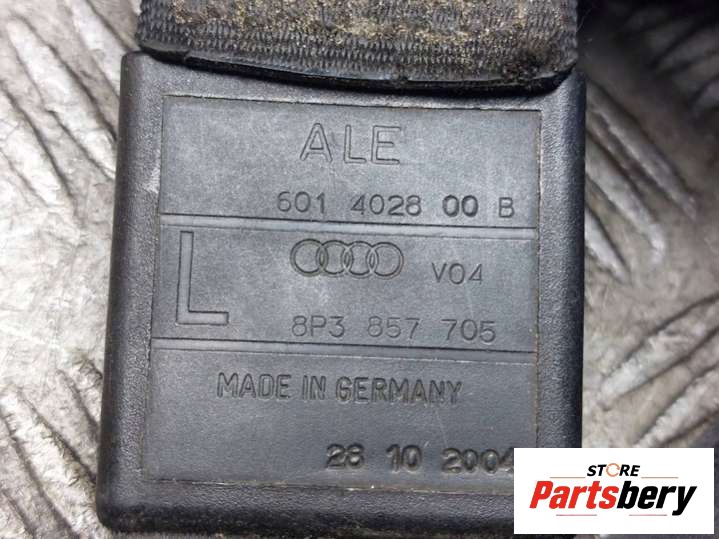 ALE
601 4028 00 B
L
V04
8P3 857 705
MADE IN GERMANY
28 10 2004
STORE
Partsbery